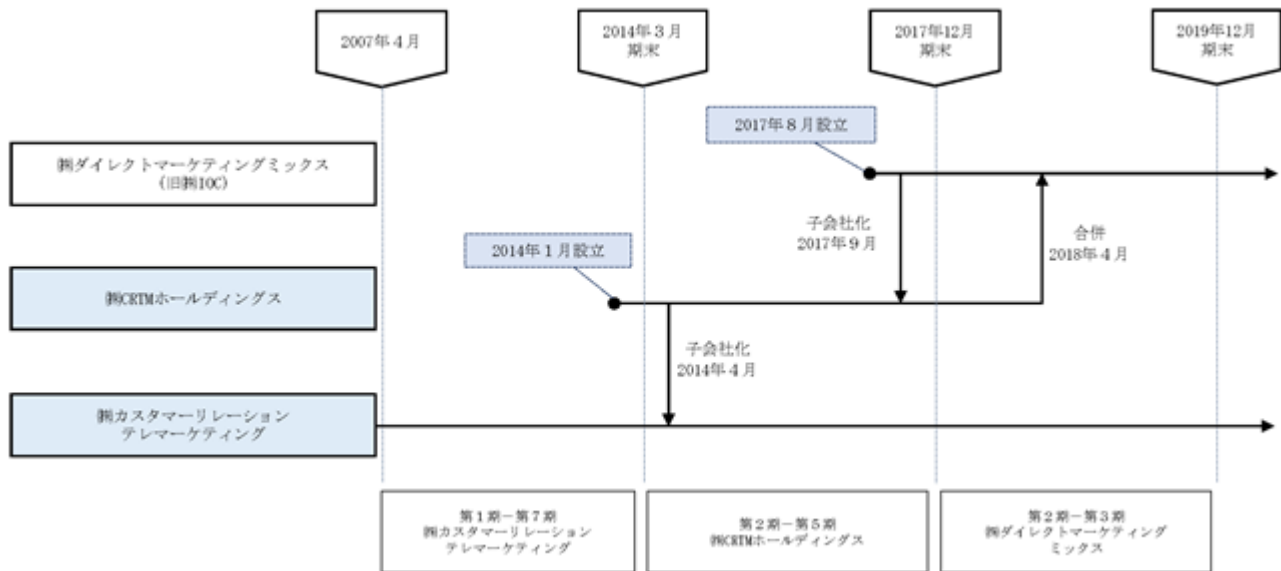 2007年４月
2014年３月
期末
2017年12月
期末
2019年12月
期末
2017年８月設立
㈱ダイレクトマーケティングミックス
（旧㈱IOC）
子会社化
2017年９月
合併
2018年４月
2014年１月設立
㈱CRTMホールディングス
子会社化
2014年４月
㈱カスタマーリレーション
テレマーケティング
第１期－第７期
㈱カスタマーリレーション
テレマーケティング
第２期－第５期
㈱CRTMホールディングス
第２期－第３期
㈱ダイレクトマーケティング
ミックス